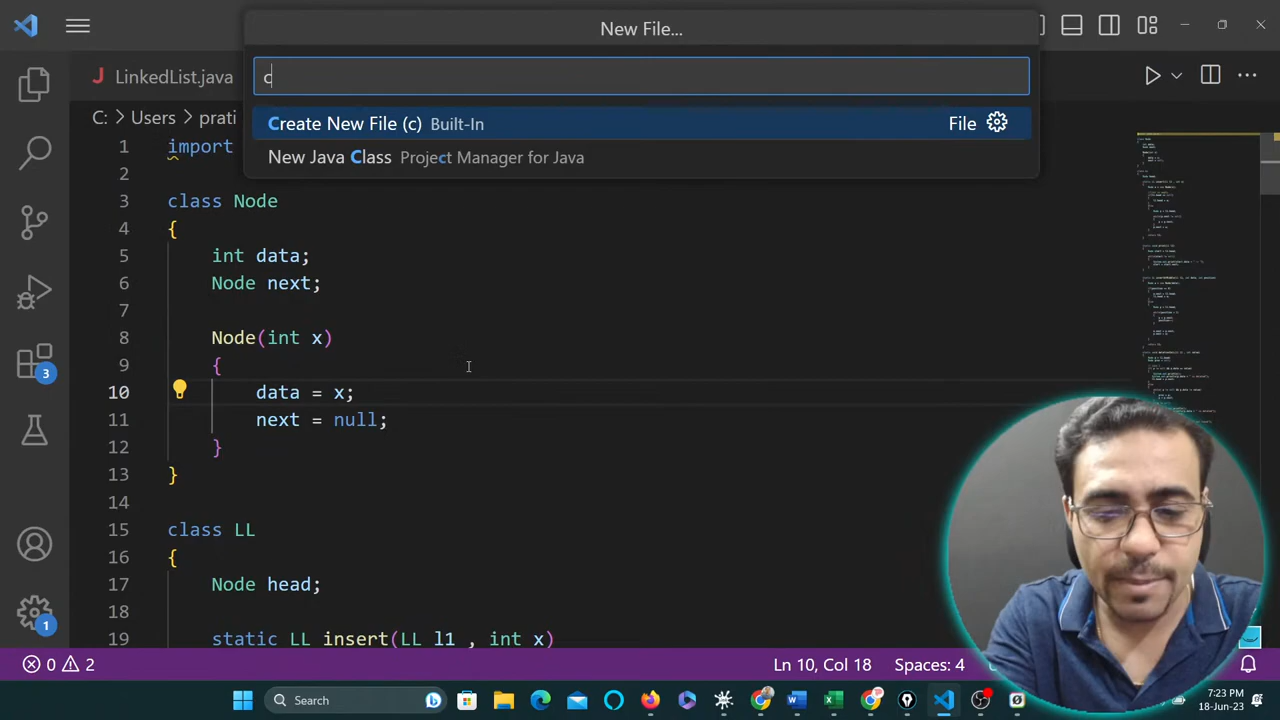 New File...
c
Create New File (c) Built-In File
New Java Class Project Manager for Java
LinkedList.java
C: Users prati
1 import
2
3 class Node
4 {
5 int data;
6 Node next;
7
8 Node(int x)
9 {
10 data = x;
11 next = null;
12 }
13 }
14
15 class LL
16 {
17 Node head;
18
19 static LL insert(LL l1 , int x)
3
1
0 2
Ln 10, Col 18 Spaces: 4
Search
7:23 PM
18-Jun-23